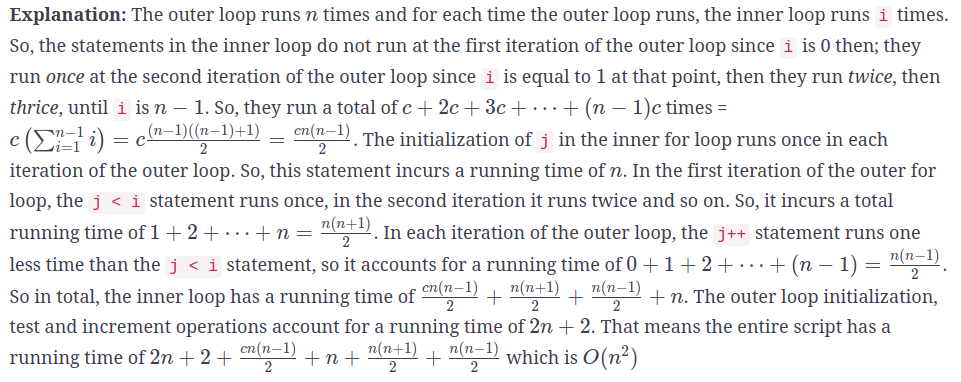 Explanation: The outer loop runs n times and for each time the outer loop runs, the inner loop runs i times.
So, the statements in the inner loop do not run at the first iteration of the outer loop since i is 0 then; they
run once at the second iteration of the outer loop since i is equal to 1 at that point, then they run twice, then
thrice, until i is n − 1. So, they run a total of c + 2c + 3c + ⋯ + (n − 1)c times =
c (∑_{i=1}^{n−1} i) = c\frac{(n−1)((n−1)+1)}{2} = \frac{cn(n−1)}{2}. The initialization of j in the inner for loop runs once in each
iteration of the outer loop. So, this statement incurs a running time of n. In the first iteration of the outer for
loop, the j < i statement runs once, in the second iteration it runs twice and so on. So, it incurs a total
running time of 1 + 2 + ⋯ + n = \frac{n(n+1)}{2}. In each iteration of the outer loop, the j++ statement runs one
less time than the j < i statement, so it accounts for a running time of 0 + 1 + 2 + ⋯ + (n − 1) = \frac{n(n−1)}{2}.
So in total, the inner loop has a running time of \frac{cn(n−1)}{2} + \frac{n(n+1)}{2} + \frac{n(n−1)}{2} + n. The outer loop initialization,
test and increment operations account for a running time of 2n + 2. That means the entire script has a
running time of 2n + 2 + \frac{cn(n−1)}{2} + n + \frac{n(n+1)}{2} + \frac{n(n−1)}{2} which is O(n²)